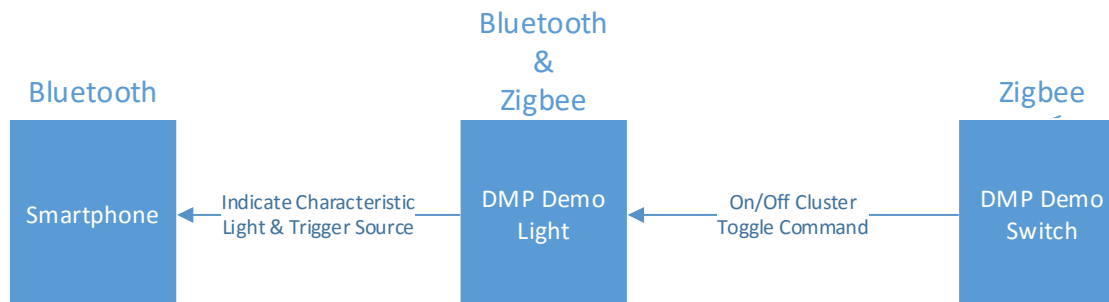 Bluetooth
Smartphone
Indicate Characteristic
Light & Trigger Source
Bluetooth
&
Zigbee
DMP Demo
Light
On/Off Cluster
Toggle Command
Zigbee
DMP Demo
Switch